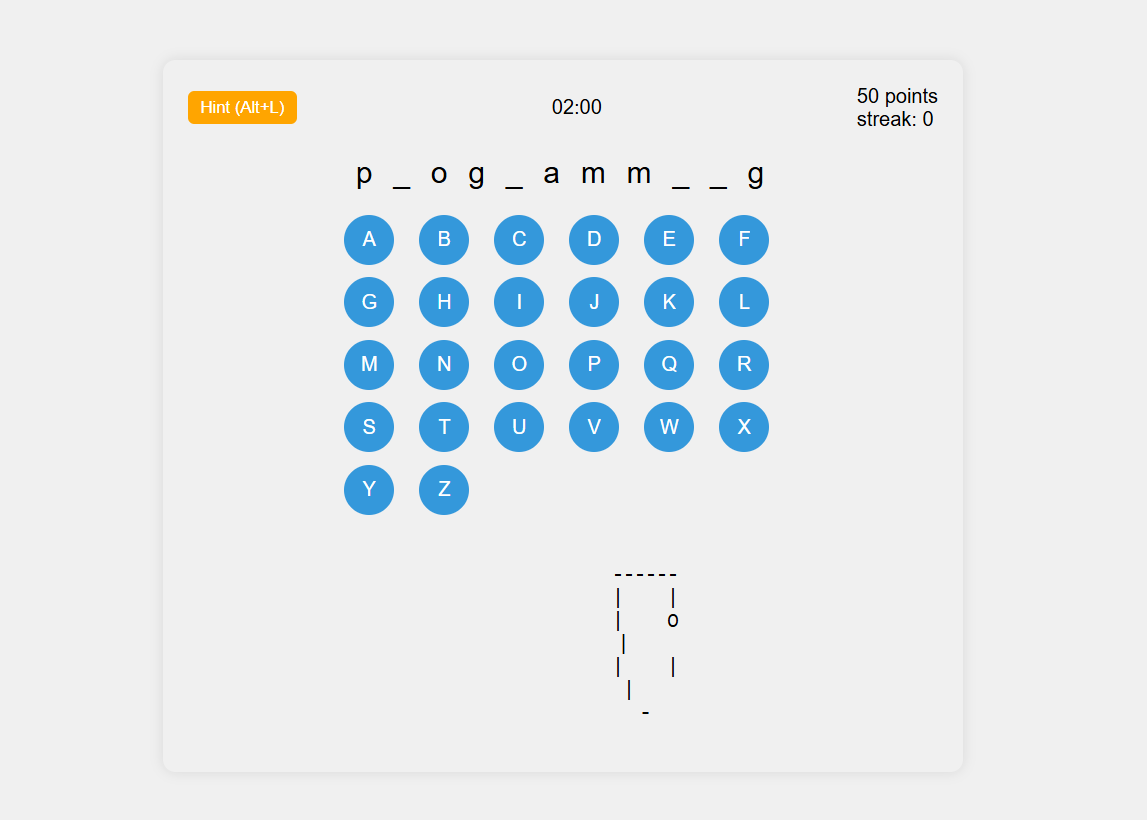 Hint (Alt+L)
02:00
50 points
streak: 0
p _ o g _ a m m _ _ g
A B C D E F
G H I J K L
M N O P Q R
S T U V W X
Y Z
------
| |
| o
|
| |
|
-